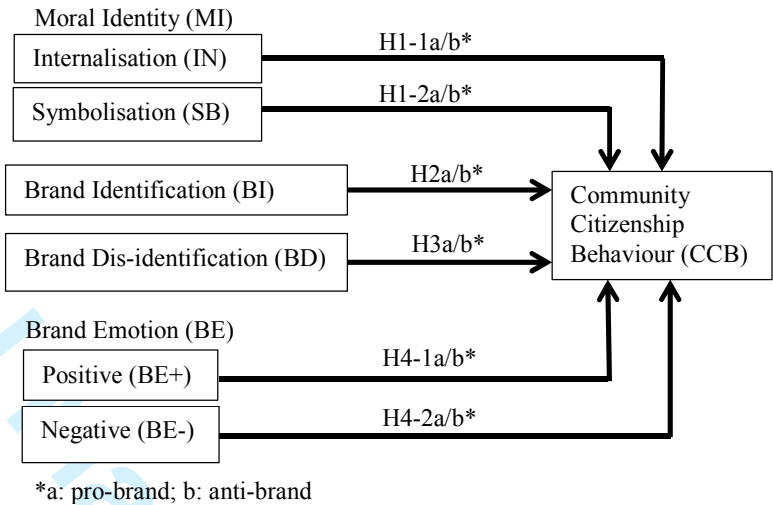 Moral Identity (MI)
Internalisation (IN)
H1-1a/b*
Symbolisation (SB)
H1-2a/b*
Brand Identification (BI)
H2a/b*
Brand Dis-identification (BD)
H3a/b*
Community
Citizenship
Behaviour (CCB)
Brand Emotion (BE)
Positive (BE+)
H4-1a/b*
Negative (BE-)
H4-2a/b*
*a: pro-brand; b: anti-brand